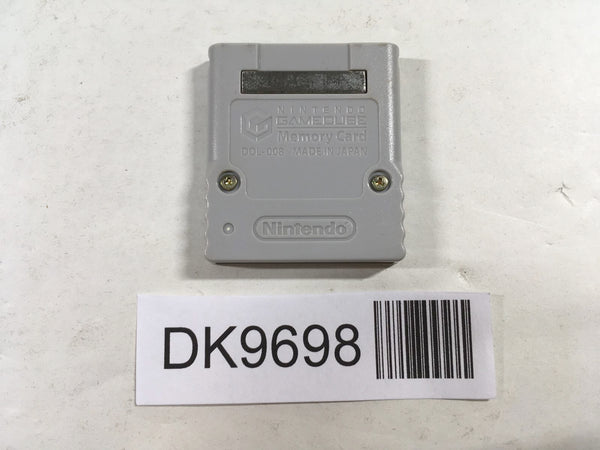 NINTENDO
GAMECUBE
Memory Card
DOL-008 MADE IN JAPAN
Nintendo
DK9698